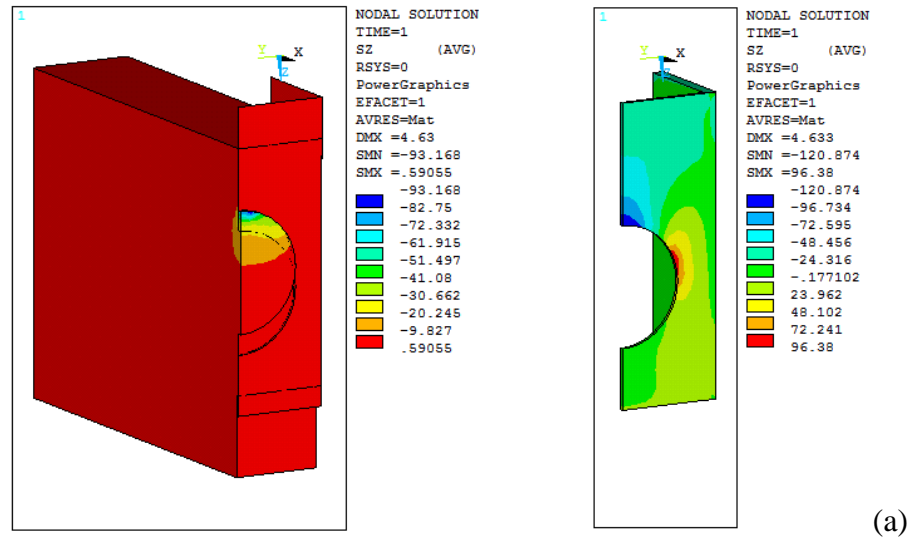 1
Y
X
Z
NODAL SOLUTION
TIME=1
SZ (AVG)
RSYS=0
PowerGraphics
EFACET=1
AVRES=Mat
DMX =4.63
SMN =-93.168
SMX =.59055
-93.168
-82.75
-72.332
-61.915
-51.497
-41.08
-30.662
-20.245
-9.827
.59055
1
Y
X
Z
NODAL SOLUTION
TIME=1
SZ (AVG)
RSYS=0
PowerGraphics
EFACET=1
AVRES=Mat
DMX =4.633
SMN =-120.874
SMX =96.38
-120.874
-96.734
-72.595
-48.456
-24.316
-.177102
23.962
48.102
72.241
96.38
(a)